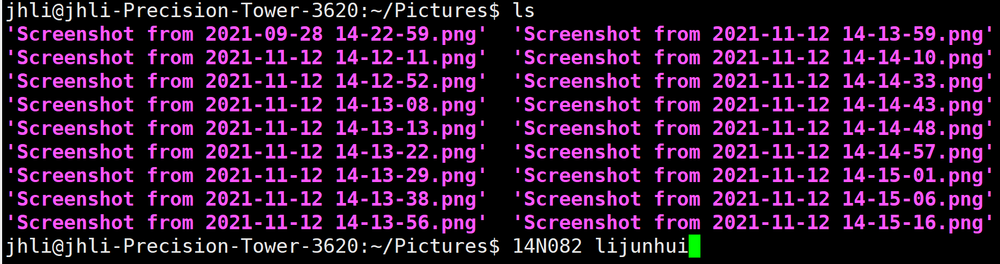 jhli@jhli-Precision-Tower-3620:~/Pictures$ ls
'Screenshot from 2021-09-28 14-22-59.png'  'Screenshot from 2021-11-12 14-13-59.png'
'Screenshot from 2021-11-12 14-12-11.png'  'Screenshot from 2021-11-12 14-14-10.png'
'Screenshot from 2021-11-12 14-12-52.png'  'Screenshot from 2021-11-12 14-14-33.png'
'Screenshot from 2021-11-12 14-13-08.png'  'Screenshot from 2021-11-12 14-14-43.png'
'Screenshot from 2021-11-12 14-13-13.png'  'Screenshot from 2021-11-12 14-14-48.png'
'Screenshot from 2021-11-12 14-13-22.png'  'Screenshot from 2021-11-12 14-14-57.png'
'Screenshot from 2021-11-12 14-13-29.png'  'Screenshot from 2021-11-12 14-15-01.png'
'Screenshot from 2021-11-12 14-13-38.png'  'Screenshot from 2021-11-12 14-15-06.png'
'Screenshot from 2021-11-12 14-13-56.png'  'Screenshot from 2021-11-12 14-15-16.png'
jhli@jhli-Precision-Tower-3620:~/Pictures$ 14N082 lijunhui